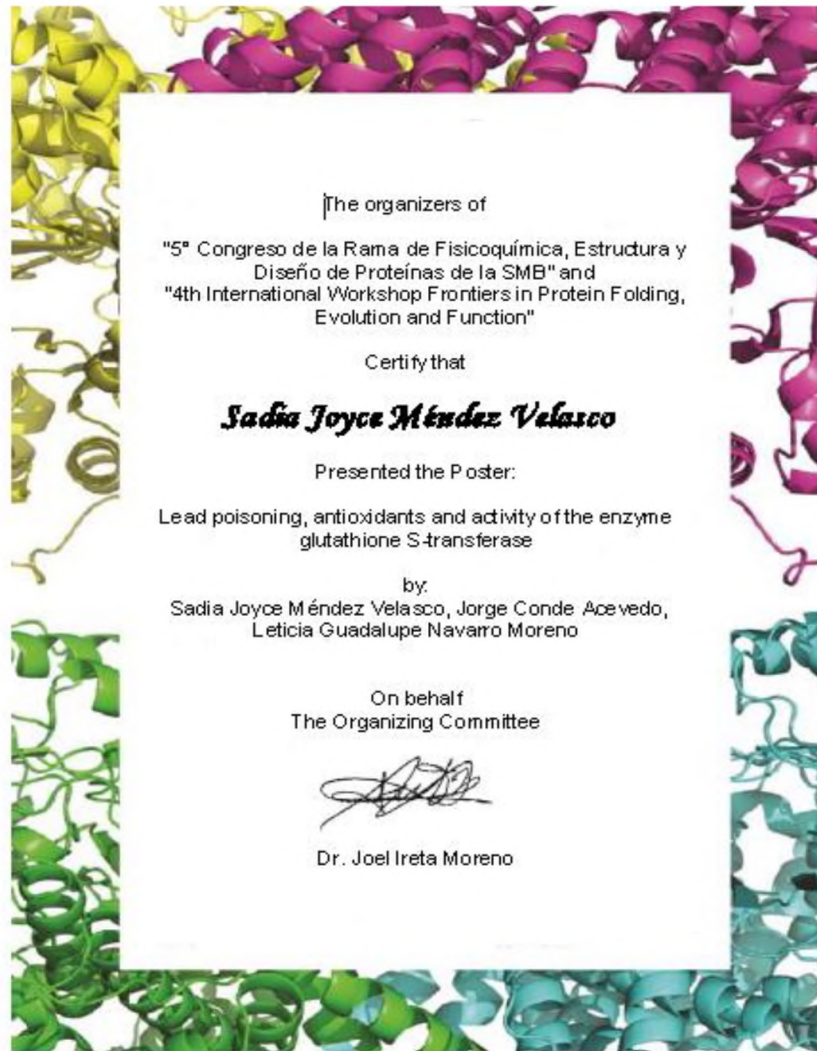 The organizers of
"5° Congreso de la Rama de Fisicoquímica, Estructura y
Diseño de Proteínas de la SMB" and
"4th International Workshop Frontiers in Protein Folding,
Evolution and Function"
Certify that
Sadia Joyce Méndez Velasco
Presented the Poster:
Lead poisoning, antioxidants and activity of the enzyme
glutathione S-transferase
by:
Sadia Joyce Méndez Velasco, Jorge Conde Acevedo,
Leticia Guadalupe Navarro Moreno
On behalf
The Organizing Committee
Dr. Joel Ireta Moreno